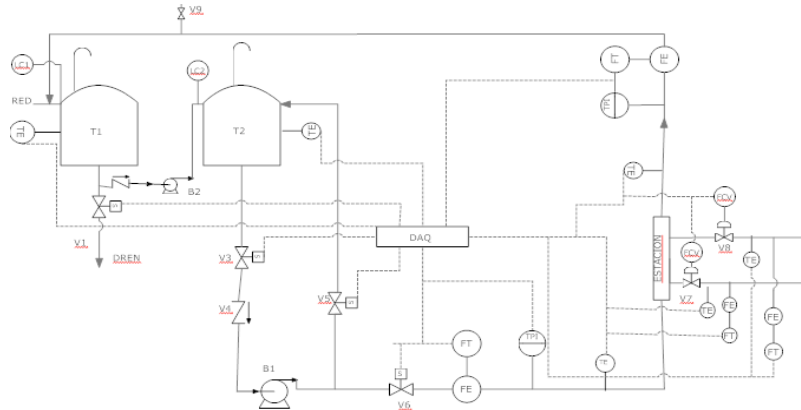 V9
LC1
RED
TE
T1
LC2
T2
TE
B2
V1
DREN
S
V3
S
V4
V5
S
DAQ
B1
S
V6
FT
FE
TPI
TE
FT
FE
TPI
TE
ESTACION
FCV
V8
FCV
V7
TE
TE
FE
FT
FE
FT